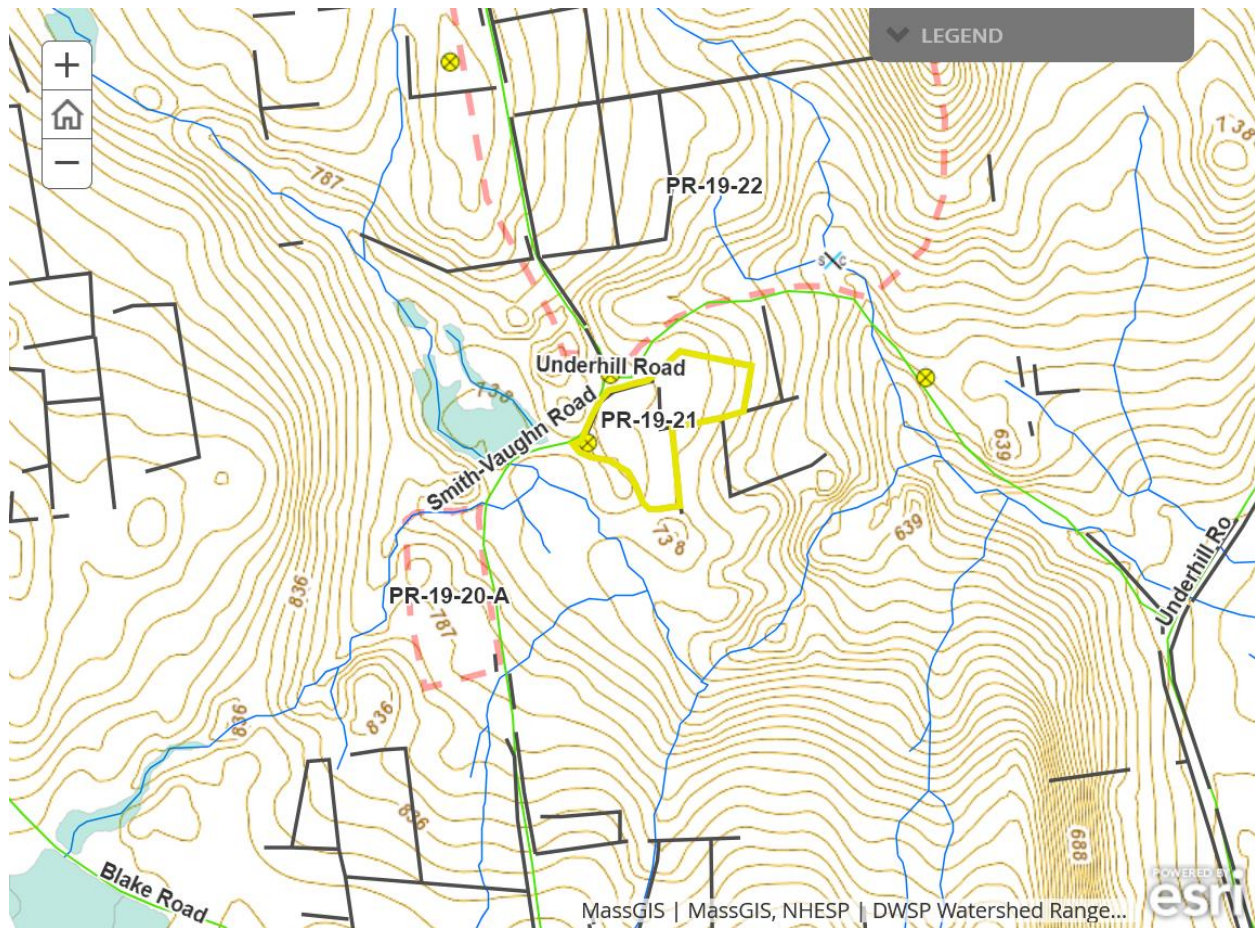 LEGEND
+
−
787
738
PR-19-22
S C
Underhill Road
738
PR-19-21
Smith-Vaughn Road
639
738
639
836
PR-19-20-A
787
Underhill Ro
836
836
836
688
Blake Road
POWERED BY
esri
MassGIS | MassGIS, NHESP | DWSP Watershed Range...